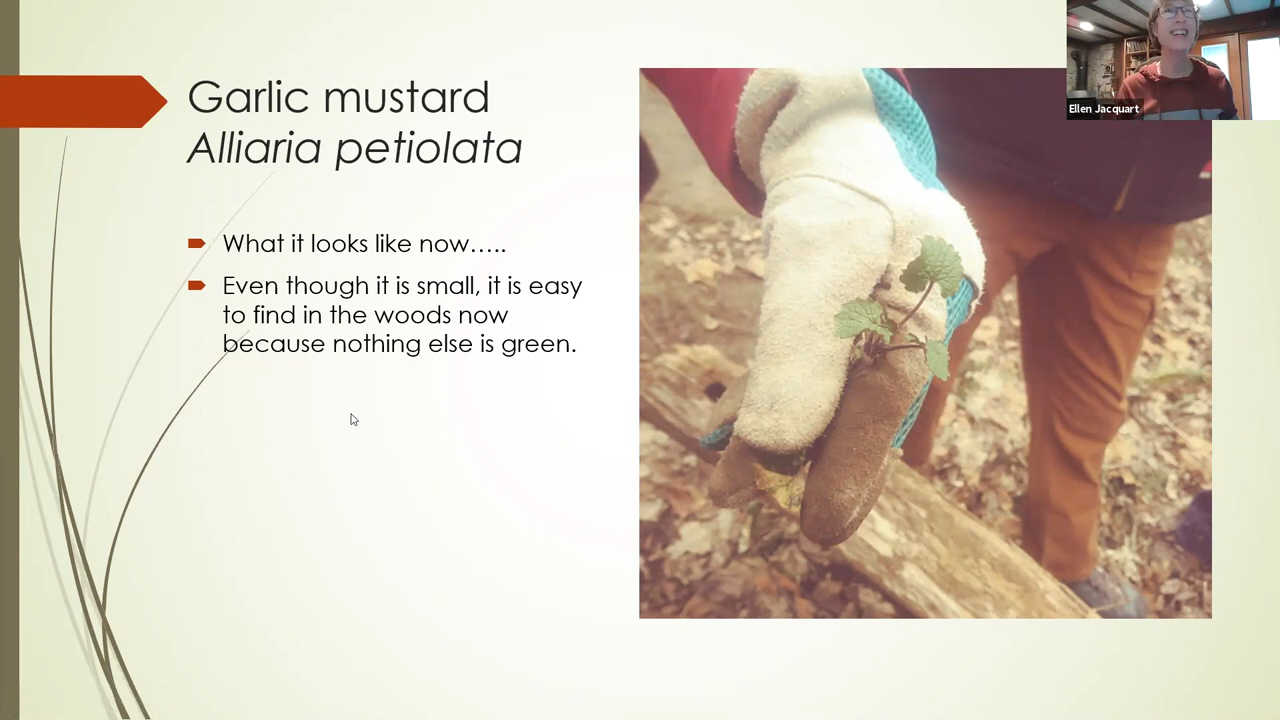 Garlic mustard
Alliaria petiolata
What it looks like now…..
Even though it is small, it is easy
to find in the woods now
because nothing else is green.
Ellen Jacquart